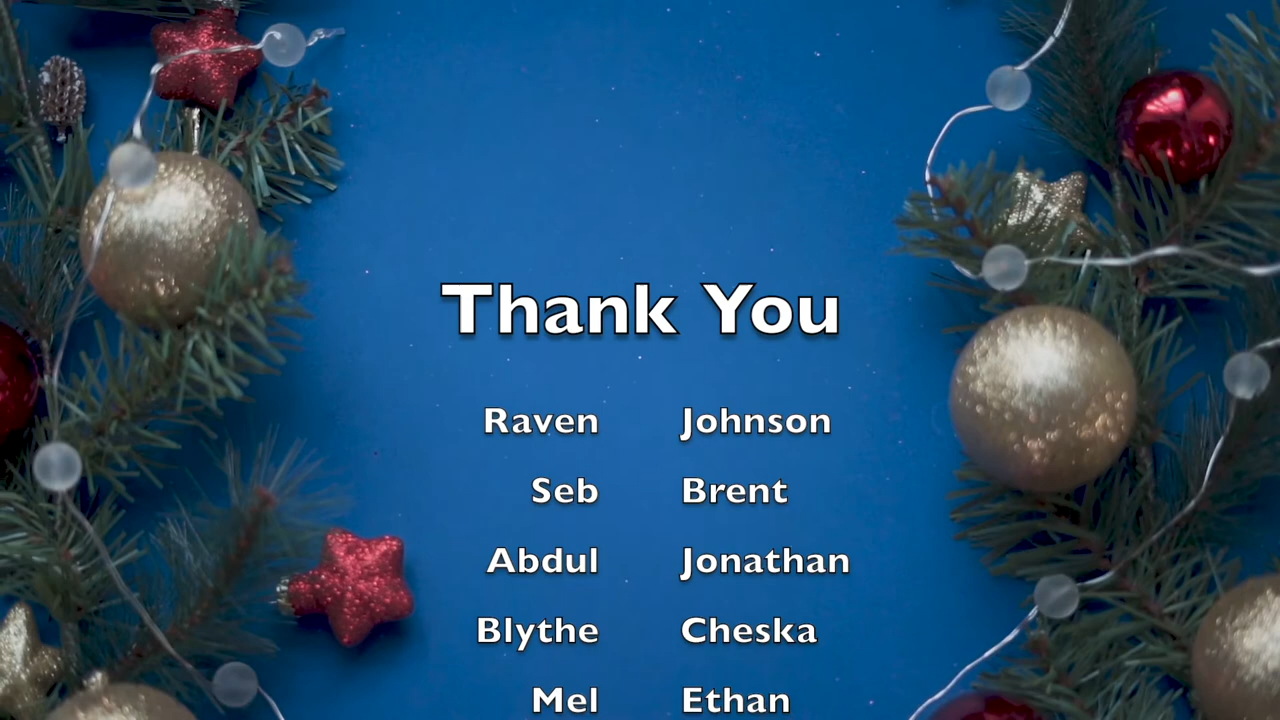 Thank You
Raven Johnson
Seb Brent
Abdul Jonathan
Blythe Cheska
Mel Ethan